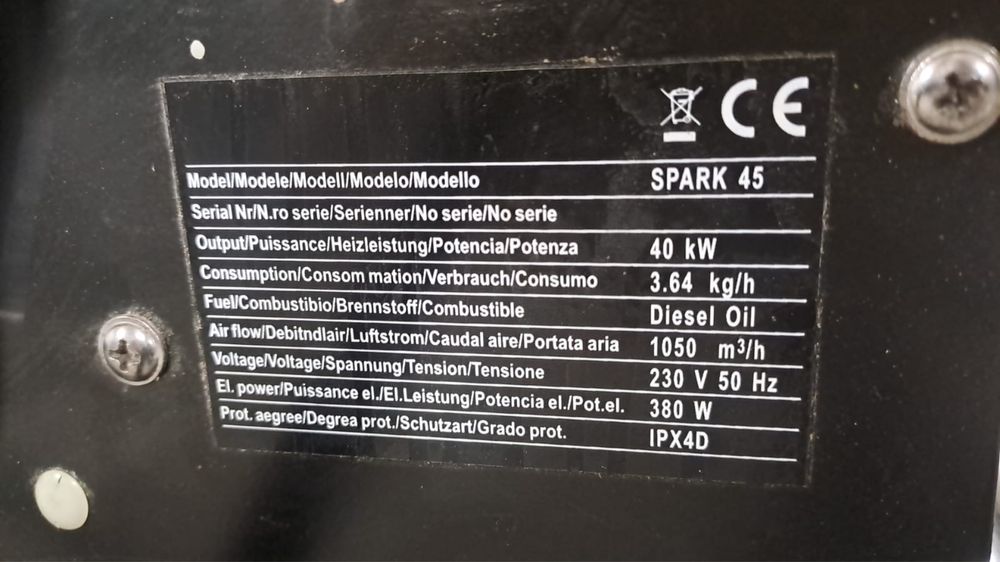 CE
Model/Modele/Modell/Modelo/Modello SPARK 45
Serial Nr/N.ro serie/Serienner/No serie/No serie
Output/Puissance/Heizleistung/Potencia/Potenza 40 kW
Consumption/Consom mation/Verbrauch/Consumo 3.64 kg/h
Fuel/Combustibio/Brennstoff/Combustible Diesel Oil
Air flow/Debitndlair/Luftstrom/Caudal aire/Portata aria 1050 m³/h
Voltage/Voltage/Spannung/Tension/Tensione 230 V 50 Hz
El. power/Puissance el./El.Leistung/Potencia el./Pot.el. 380 W
Prot. aegree/Degrea prot./Schutzart/Grado prot. IPX4D